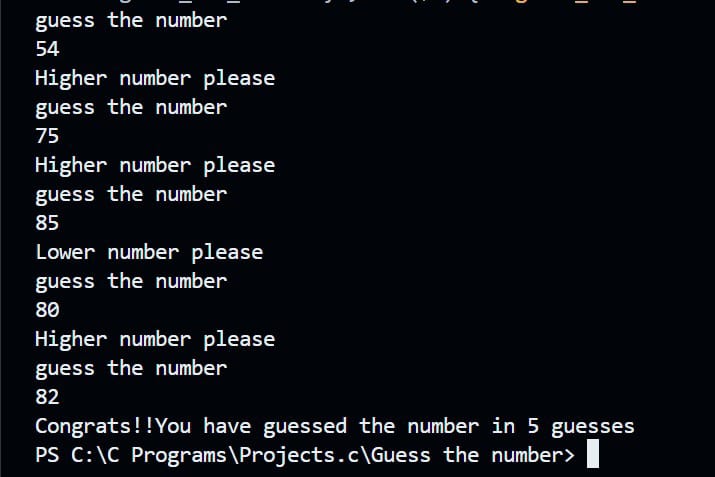 guess the number
54
Higher number please
guess the number
75
Higher number please
guess the number
85
Lower number please
guess the number
80
Higher number please
guess the number
82
Congrats!!You have guessed the number in 5 guesses
PS C:\C Programs\Projects.c\Guess the number>